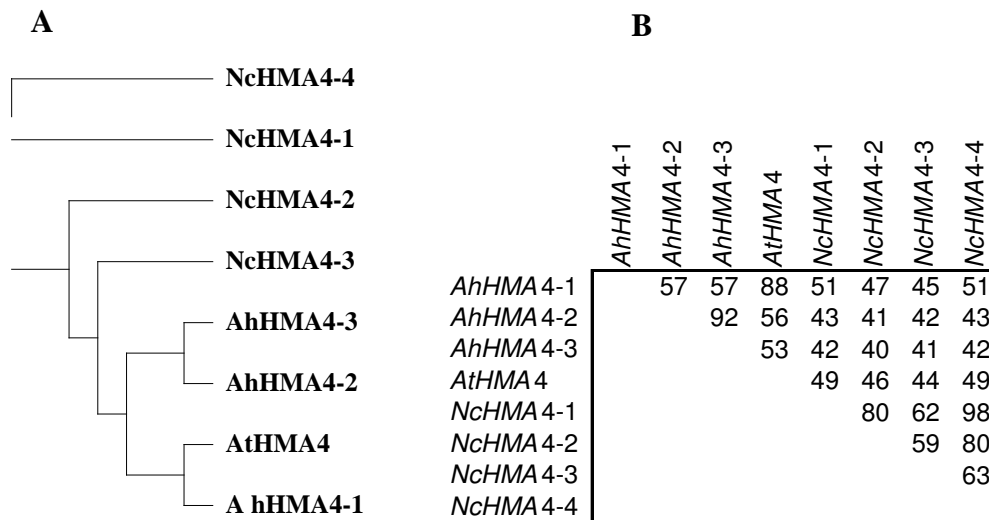 A
B
NcHMA4-4
NcHMA4-1
NcHMA4-2
NcHMA4-3
AhHMA4-3
AhHMA4-2
AtHMA4
A hHMA4-1
AhHMA4-1
AhHMA4-2
AhHMA4-3
AtHMA4
NcHMA4-1
NcHMA4-2
NcHMA4-3
NcHMA4-4
AhHMA4-1 57 57 88 51 47 45 51
AhHMA4-2 92 56 43 41 42 43
AhHMA4-3 53 42 40 41 42
AtHMA4 49 46 44 49
NcHMA4-1 80 62 98
NcHMA4-2 59 80
NcHMA4-3 63
NcHMA4-4